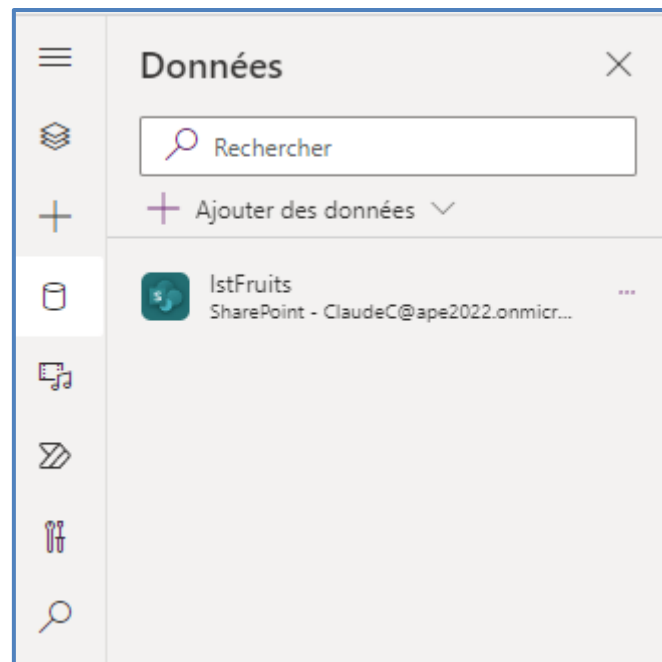 Données
Rechercher
Ajouter des données
lstFruits
SharePoint - ClaudeC@ape2022.onmicr...